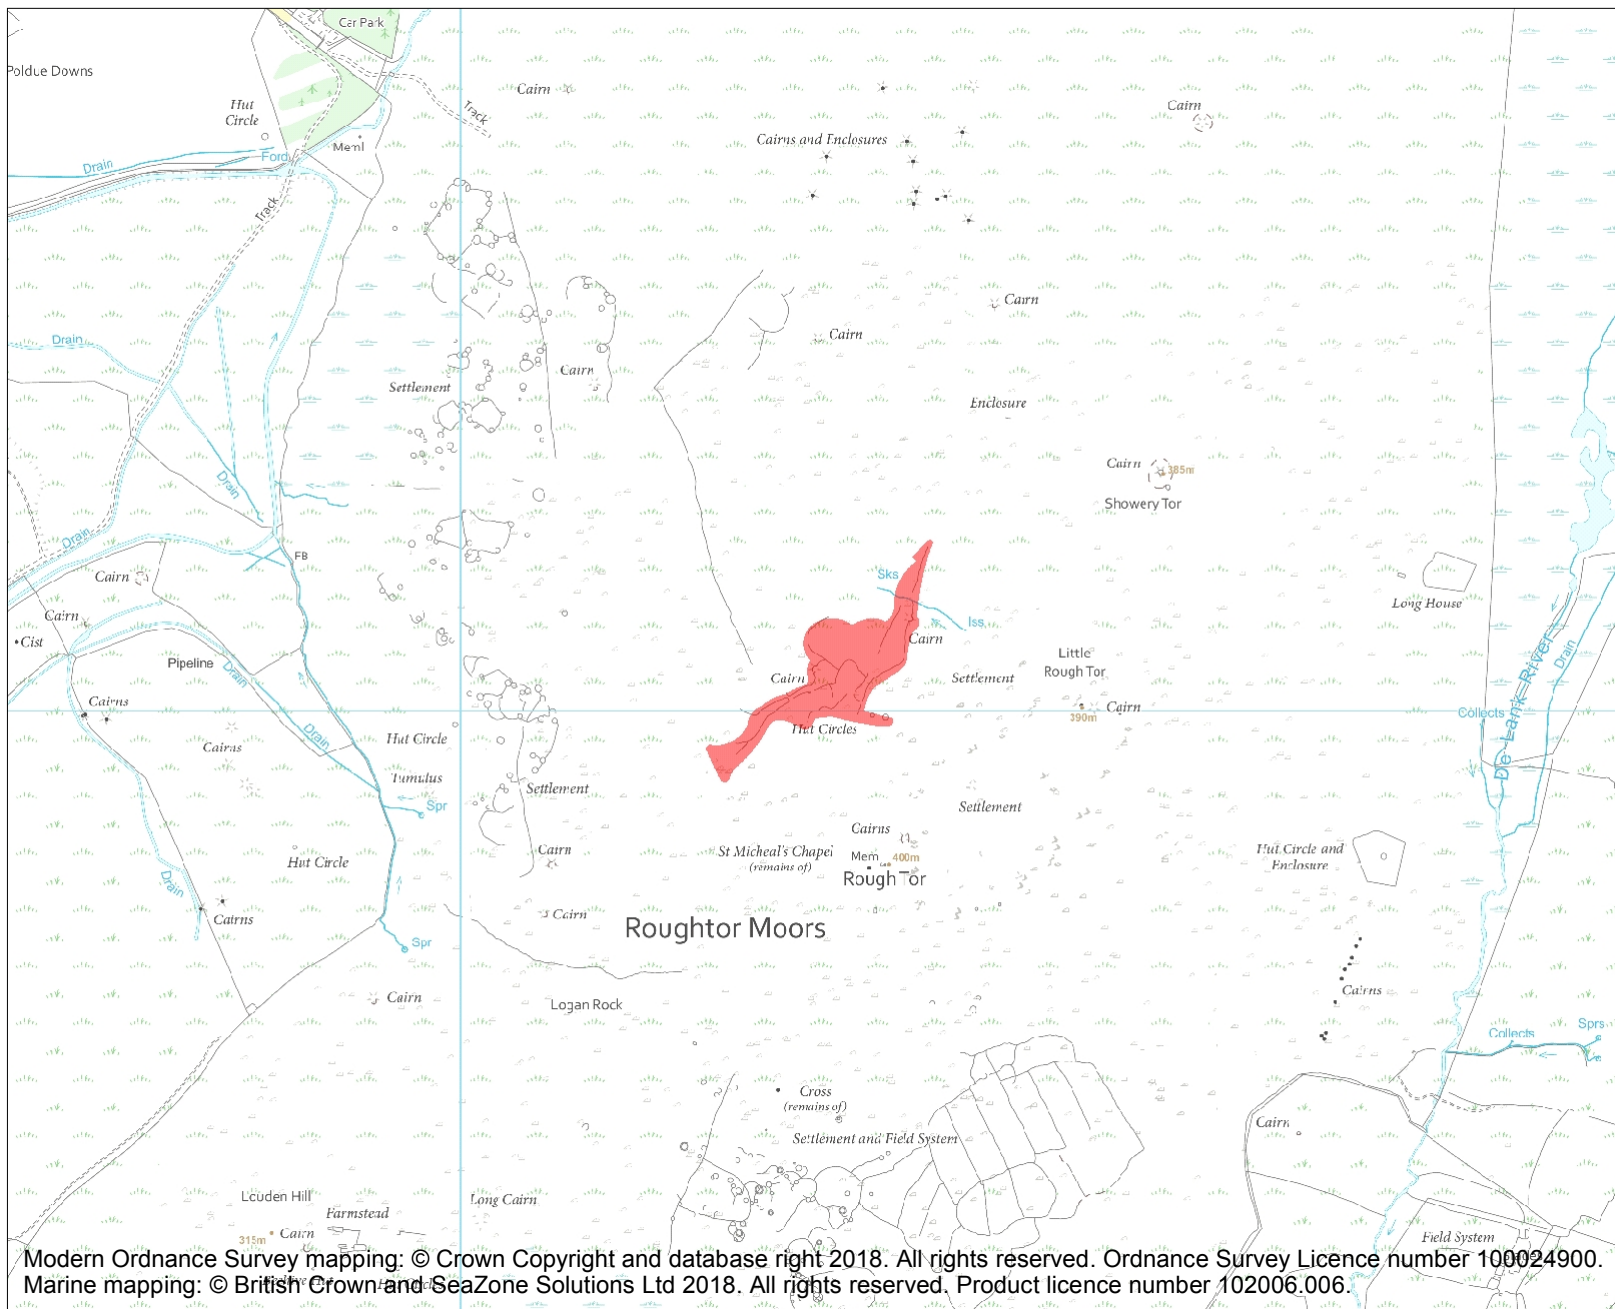 Car Park
Poldue Downs
Cairn
Hut
Circle
Track
Cairn
Cairns and Enclosures
Meml
Ford
Drain
Track
Cairn
Cairn
Drain
Cairn
Settlement
Enclosure
Cairn
385m
Showery Tor
Drain
Drain
FB
Cairn
Sks
Long House
Cairn
Iss
Cist
Cairn
Pipeline
Little
Rough Tor
Drain
Cairn
Settlement
De Lank River
Drain
Cairns
Cairn
390m
Collects
Hut Circles
Drain
Hut Circle
Cairns
Tumulus
Settlement
Spr
Settlement
Cairns
St Micheal's Chapel
(remains of)
Mem
400m
Cairn
Hut Circle
Hut Circle and
Enclosure
Rough Tor
Drain
Cairns
Cairn
Roughtor Moors
Spr
Cairn
Cairns
Logan Rock
Collects
Sprs
Cross
(remains of)
Cairn
Settlement and Field System
Louden Hill
Long Cairn
Farmstead
Cairn
315m
Field System
Modern Ordnance Survey mapping: © Crown Copyright and database right 2018. All rights reserved. Ordnance Survey Licence number 100024900.
Marine mapping: © British Crown and SeaZone Solutions Ltd 2018. All rights reserved. Product licence number 102006.006.